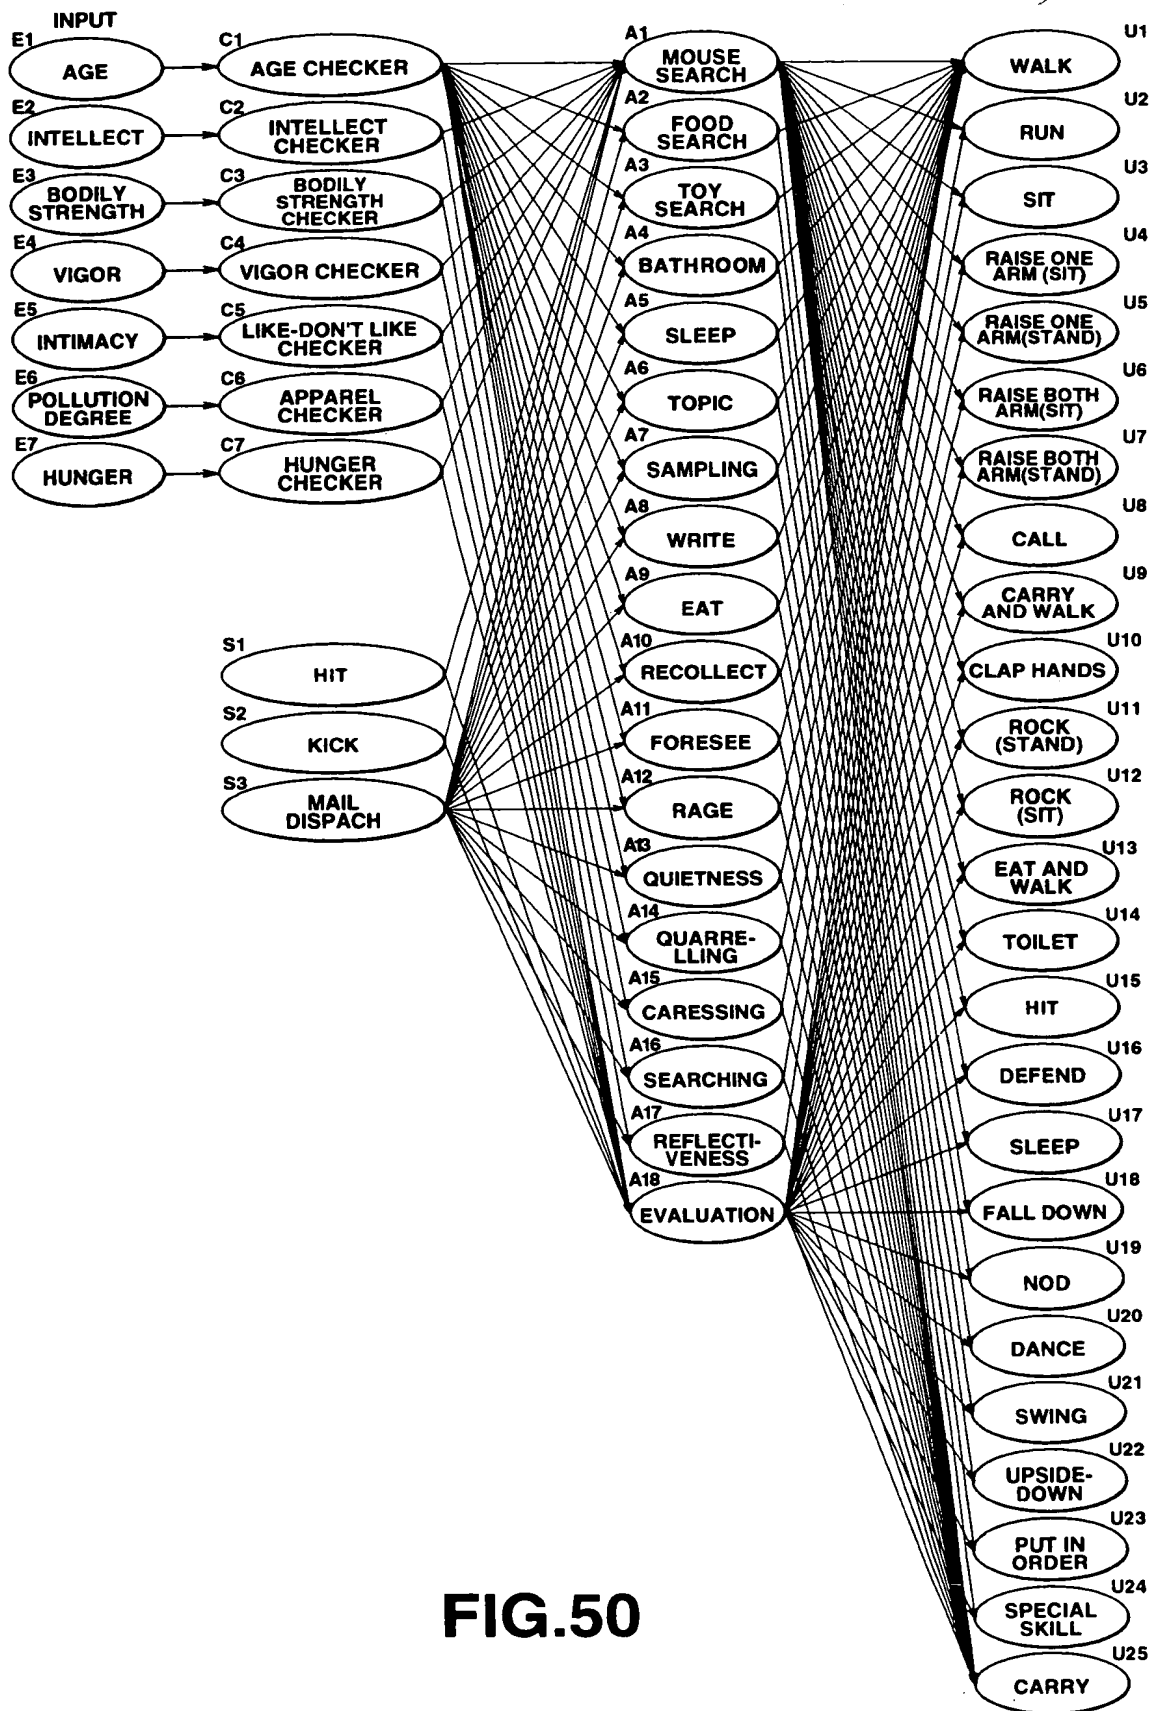 INPUT
E1
AGE
E2
INTELLECT
E3
BODILY
STRENGTH
E4
VIGOR
E5
INTIMACY
E6
POLLUTION
DEGREE
E7
HUNGER
C1
AGE CHECKER
C2
INTELLECT
CHECKER
C3
BODILY
STRENGTH
CHECKER
C4
VIGOR CHECKER
C5
LIKE-DON'T LIKE
CHECKER
C6
APPAREL
CHECKER
C7
HUNGER
CHECKER
S1
HIT
S2
KICK
S3
MAIL
DISPACH
A1
MOUSE
SEARCH
A2
FOOD
SEARCH
A3
TOY
SEARCH
A4
BATHROOM
A5
SLEEP
A6
TOPIC
A7
SAMPLING
A8
WRITE
A9
EAT
A10
RECOLLECT
A11
FORESEE
A12
RAGE
A13
QUIETNESS
A14
QUARRE-
LLING
A15
CARESSING
A16
SEARCHING
A17
REFLECTI-
VENESS
A18
EVALUATION
U1
WALK
U2
RUN
U3
SIT
U4
RAISE ONE
ARM (SIT)
U5
RAISE ONE
ARM(STAND)
U6
RAISE BOTH
ARM(SIT)
U7
RAISE BOTH
ARM(STAND)
U8
CALL
U9
CARRY
AND WALK
U10
CLAP HANDS
U11
ROCK
(STAND)
U12
ROCK
(SIT)
U13
EAT AND
WALK
U14
TOILET
U15
HIT
U16
DEFEND
U17
SLEEP
U18
FALL DOWN
U19
NOD
U20
DANCE
U21
SWING
U22
UPSIDE-
DOWN
U23
PUT IN
ORDER
U24
SPECIAL
SKILL
U25
CARRY
FIG.50